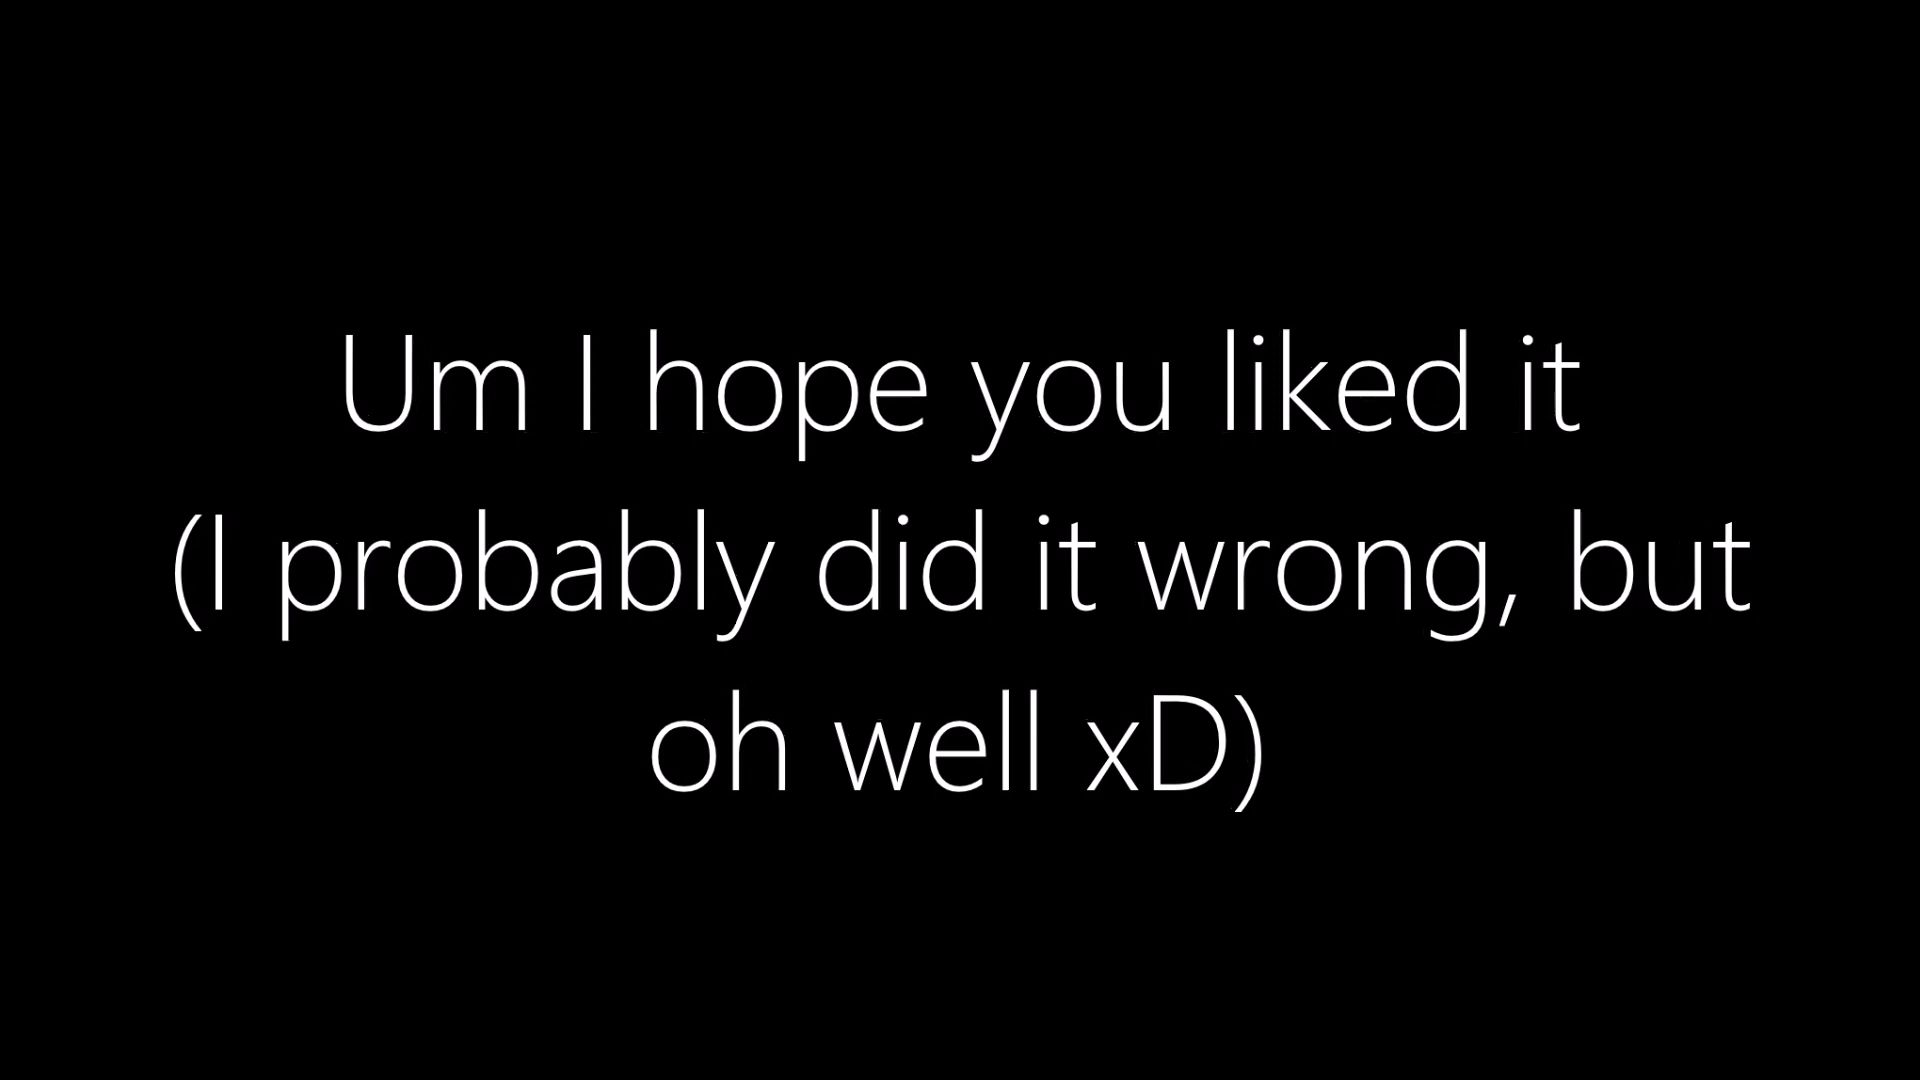 Um I hope you liked it
(I probably did it wrong, but
oh well xD)